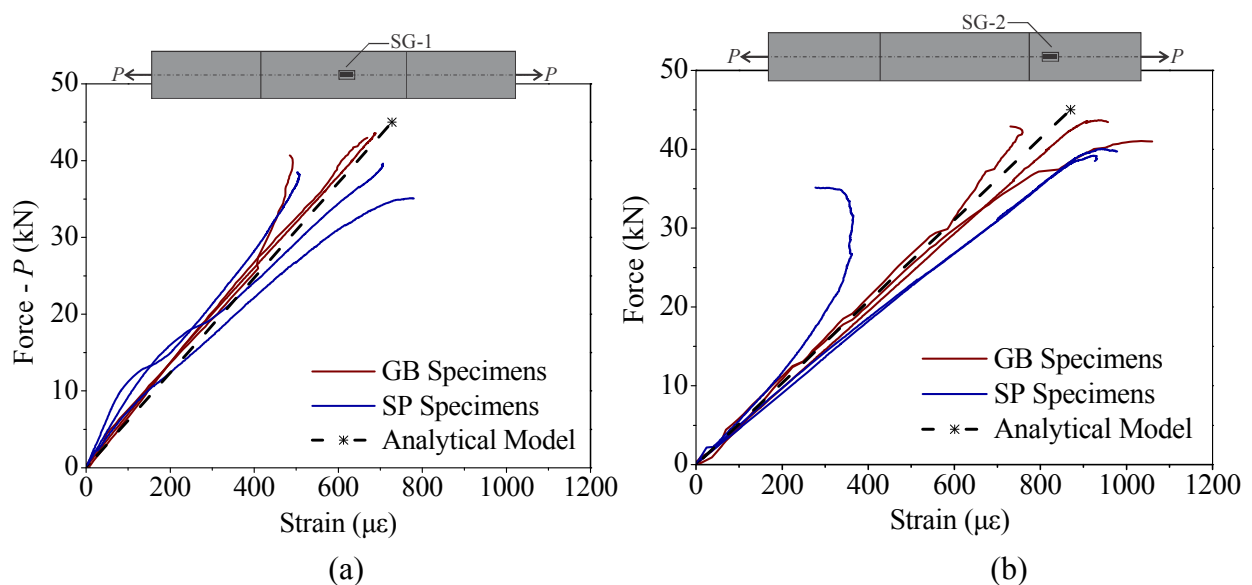 SG-1
P
P
50
40
30
20
10
0
Force - P (kN)
GB Specimens
SP Specimens
Analytical Model
0 200 400 600 800 1000 1200
Strain (με)
(a)
SG-2
P
P
50
40
30
20
10
0
Force (kN)
GB Specimens
SP Specimens
Analytical Model
0 200 400 600 800 1000 1200
Strain (με)
(b)